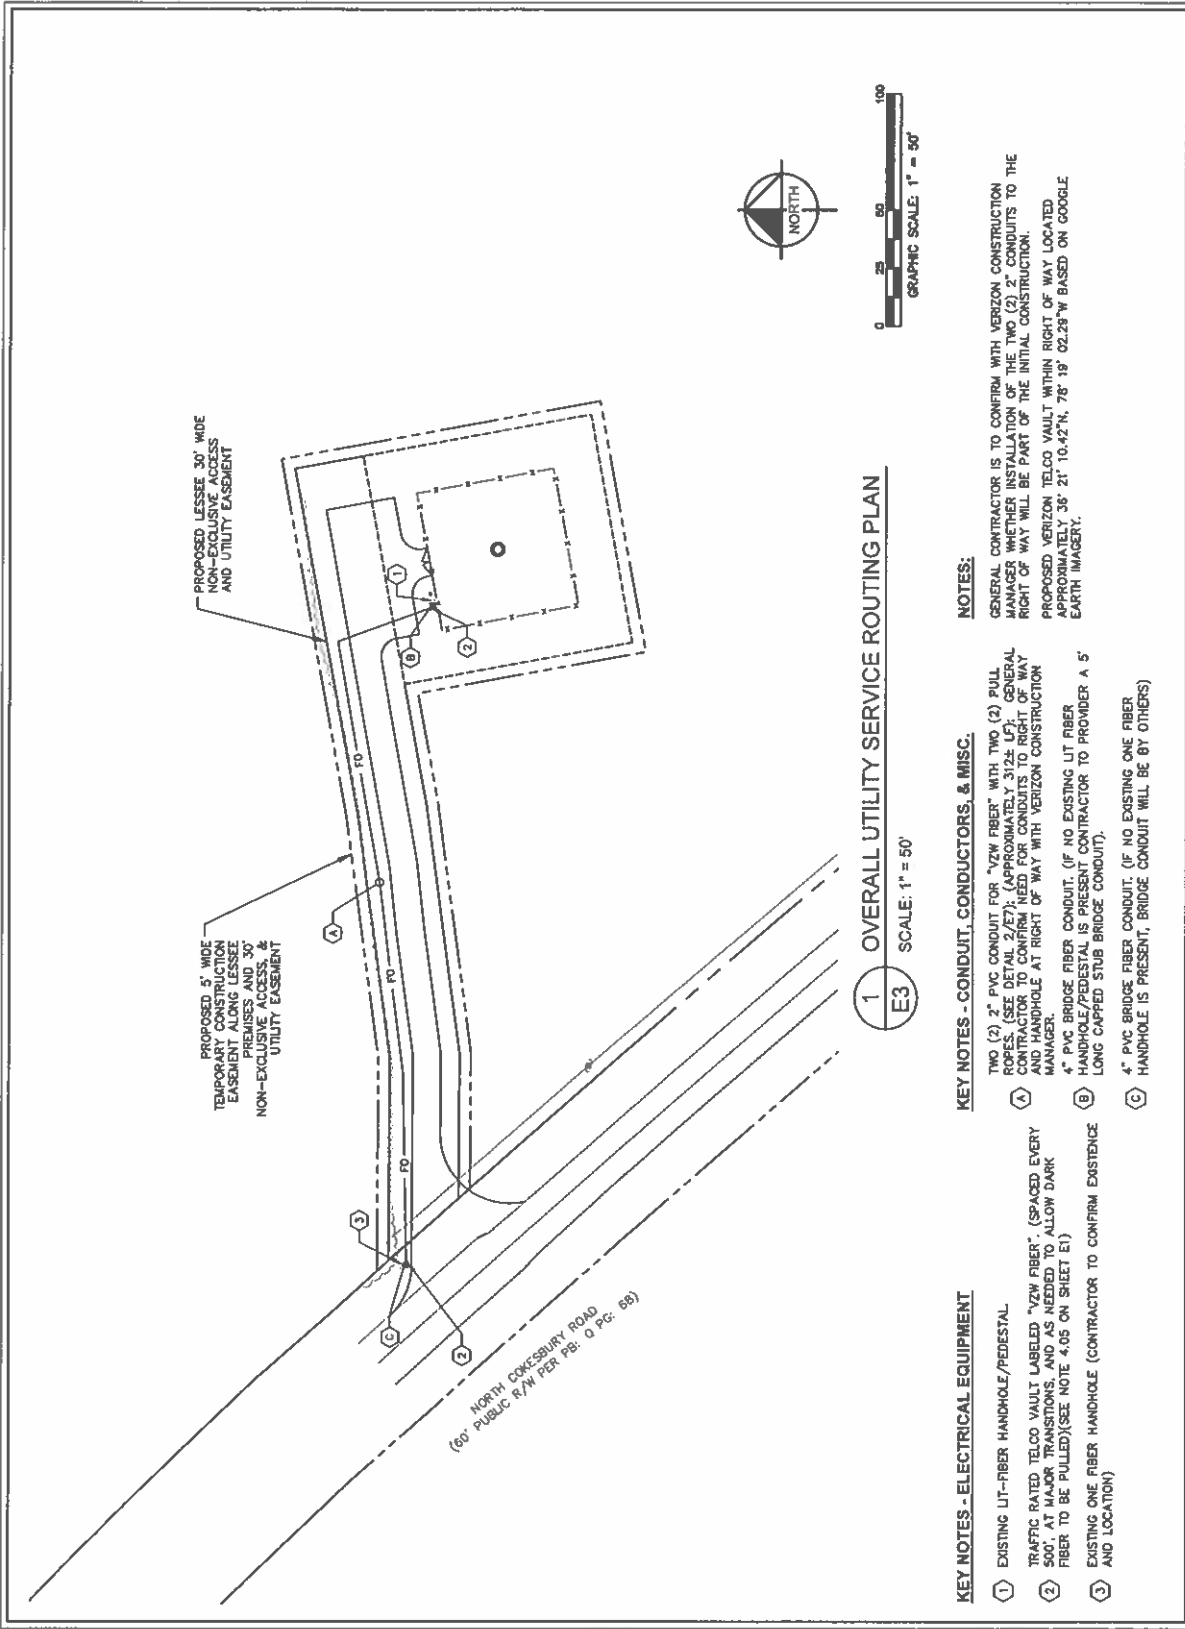 PROPOSED 5' WIDE
TEMPORARY CONSTRUCTION
EASEMENT ALONG LESSEE
PREMISES AND 30'
NON-EXCLUSIVE ACCESS, &
UTILITY EASEMENT
PROPOSED LESSEE 30' WIDE
NON-EXCLUSIVE ACCESS
AND UTILITY EASEMENT
3
A
1
FO
FO
FO
B
2
C
2
NORTH COKESBURY ROAD
(60' PUBLIC R/W PER PB: Q PG: 68)
NORTH
1
E3
OVERALL UTILITY SERVICE ROUTING PLAN
SCALE: 1" = 50'
0 25 50 100
GRAPHIC SCALE: 1" = 50'
KEY NOTES - ELECTRICAL EQUIPMENT
1 EXISTING LIT-FIBER HANDHOLE/PEDESTAL
2 TRAFFIC RATED TELCO VAULT LABELED "VZW FIBER". (SPACED EVERY
500', AT MAJOR TRANSITIONS, AND AS NEEDED TO ALLOW DARK
FIBER TO BE PULLED)(SEE NOTE 4.05 ON SHEET E1)
3 EXISTING ONE FIBER HANDHOLE (CONTRACTOR TO CONFIRM EXISTENCE
AND LOCATION)
KEY NOTES - CONDUIT, CONDUCTORS, & MISC.
A TWO (2) 2" PVC CONDUIT FOR "VZW FIBER" WITH TWO (2) PULL
ROPES. (SEE DETAIL 2/E7); (APPROXIMATELY 312± LF); GENERAL
CONTRACTOR TO CONFIRM NEED FOR CONDUITS TO RIGHT OF WAY
AND HANDHOLE AT RIGHT OF WAY WITH VERIZON CONSTRUCTION
MANAGER.
B 4" PVC BRIDGE FIBER CONDUIT. (IF NO EXISTING LIT FIBER
HANDHOLE/PEDESTAL IS PRESENT CONTRACTOR TO PROVIDER A 5'
LONG CAPPED STUB BRIDGE CONDUIT).
C 4" PVC BRIDGE FIBER CONDUIT. (IF NO EXISTING ONE FIBER
HANDHOLE IS PRESENT, BRIDGE CONDUIT WILL BE BY OTHERS)
NOTES:
GENERAL CONTRACTOR IS TO CONFIRM WITH VERIZON CONSTRUCTION
MANAGER WHETHER INSTALLATION OF THE TWO (2) 2" CONDUITS TO THE
RIGHT OF WAY WILL BE PART OF THE INITIAL CONSTRUCTION.
PROPOSED VERIZON TELCO VAULT WITHIN RIGHT OF WAY LOCATED
APPROXIMATELY 36° 21' 10.42"N, 78° 19' 02.29"W BASED ON GOOGLE
EARTH IMAGERY.